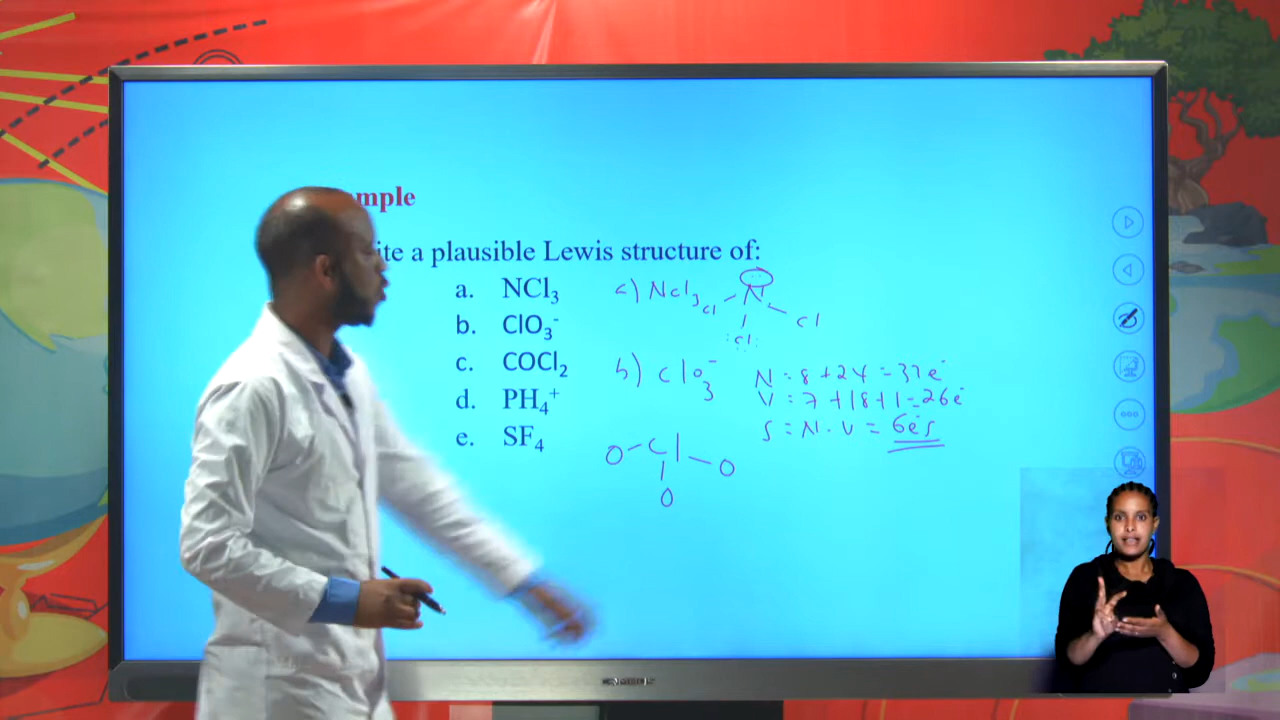 mple
ite a plausible Lewis structure of:
a. NCl₃
b. ClO₃⁻
c. COCl₂
d. PH₄⁺
e. SF₄
a) NCl₃
Cl – N – Cl
Cl
b) ClO₃⁻
N = 8 + 24 = 32e⁻
V = 7 + 18 + 1 = 26e⁻
S = N - V = 6e⁻s
O – Cl – O
O